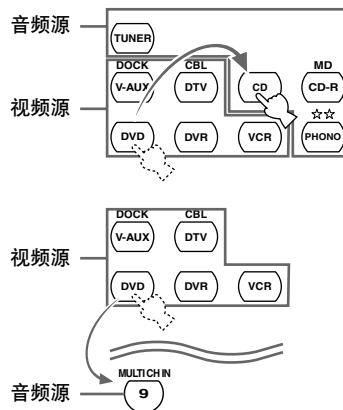 音频源
TUNER
DOCK CBL MD
V-AUX DTV CD CD-R
视频源
☆☆
DVD DVR VCR PHONO
DOCK CBL
V-AUX DTV
视频源
DVD DVR VCR
MULTI CH IN
音频源 9